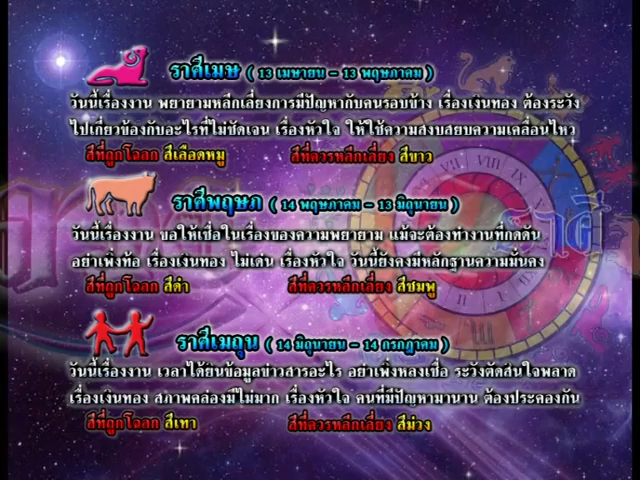 ราศีเมษ ( 13 เมษายน - 13 พฤษภาคม )
วันนี้เรื่องงาน พยายามหลีกเลี่ยงการมีปัญหากับคนรอบข้าง เรื่องเงินทอง ต้องระวัง
ไปเกี่ยวข้องกับอะไรที่ไม่ชัดเจน เรื่องหัวใจ ให้ใช้ความสงบสยบความเคลื่อนไหว
สีที่ถูกโฉลก สีเลือดหมู สีที่ควรหลีกเลี่ยง สีขาว
ราศีพฤษภ ( 14 พฤษภาคม - 13 มิถุนายน )
วันนี้เรื่องงาน ขอให้เชื่อในเรื่องของความพยายาม แม้จะต้องทำงานที่กดดัน
อย่าเพิ่งท้อ เรื่องเงินทอง ไม่เด่น เรื่องหัวใจ วันนี้ยังคงมีหลักฐานความมั่นคง
สีที่ถูกโฉลก สีดำ สีที่ควรหลีกเลี่ยง สีชมพู
ราศีเมถุน ( 14 มิถุนายน - 14 กรกฎาคม )
วันนี้เรื่องงาน เวลาได้ยินข้อมูลข่าวสารอะไร อย่าเพิ่งหลงเชื่อ ระวังตัดสินใจพลาด
เรื่องเงินทอง สภาพคล่องมีไม่มาก เรื่องหัวใจ คนที่มีปัญหามานาน ต้องประคองกัน
สีที่ถูกโฉลก สีเทา สีที่ควรหลีกเลี่ยง สีม่วง